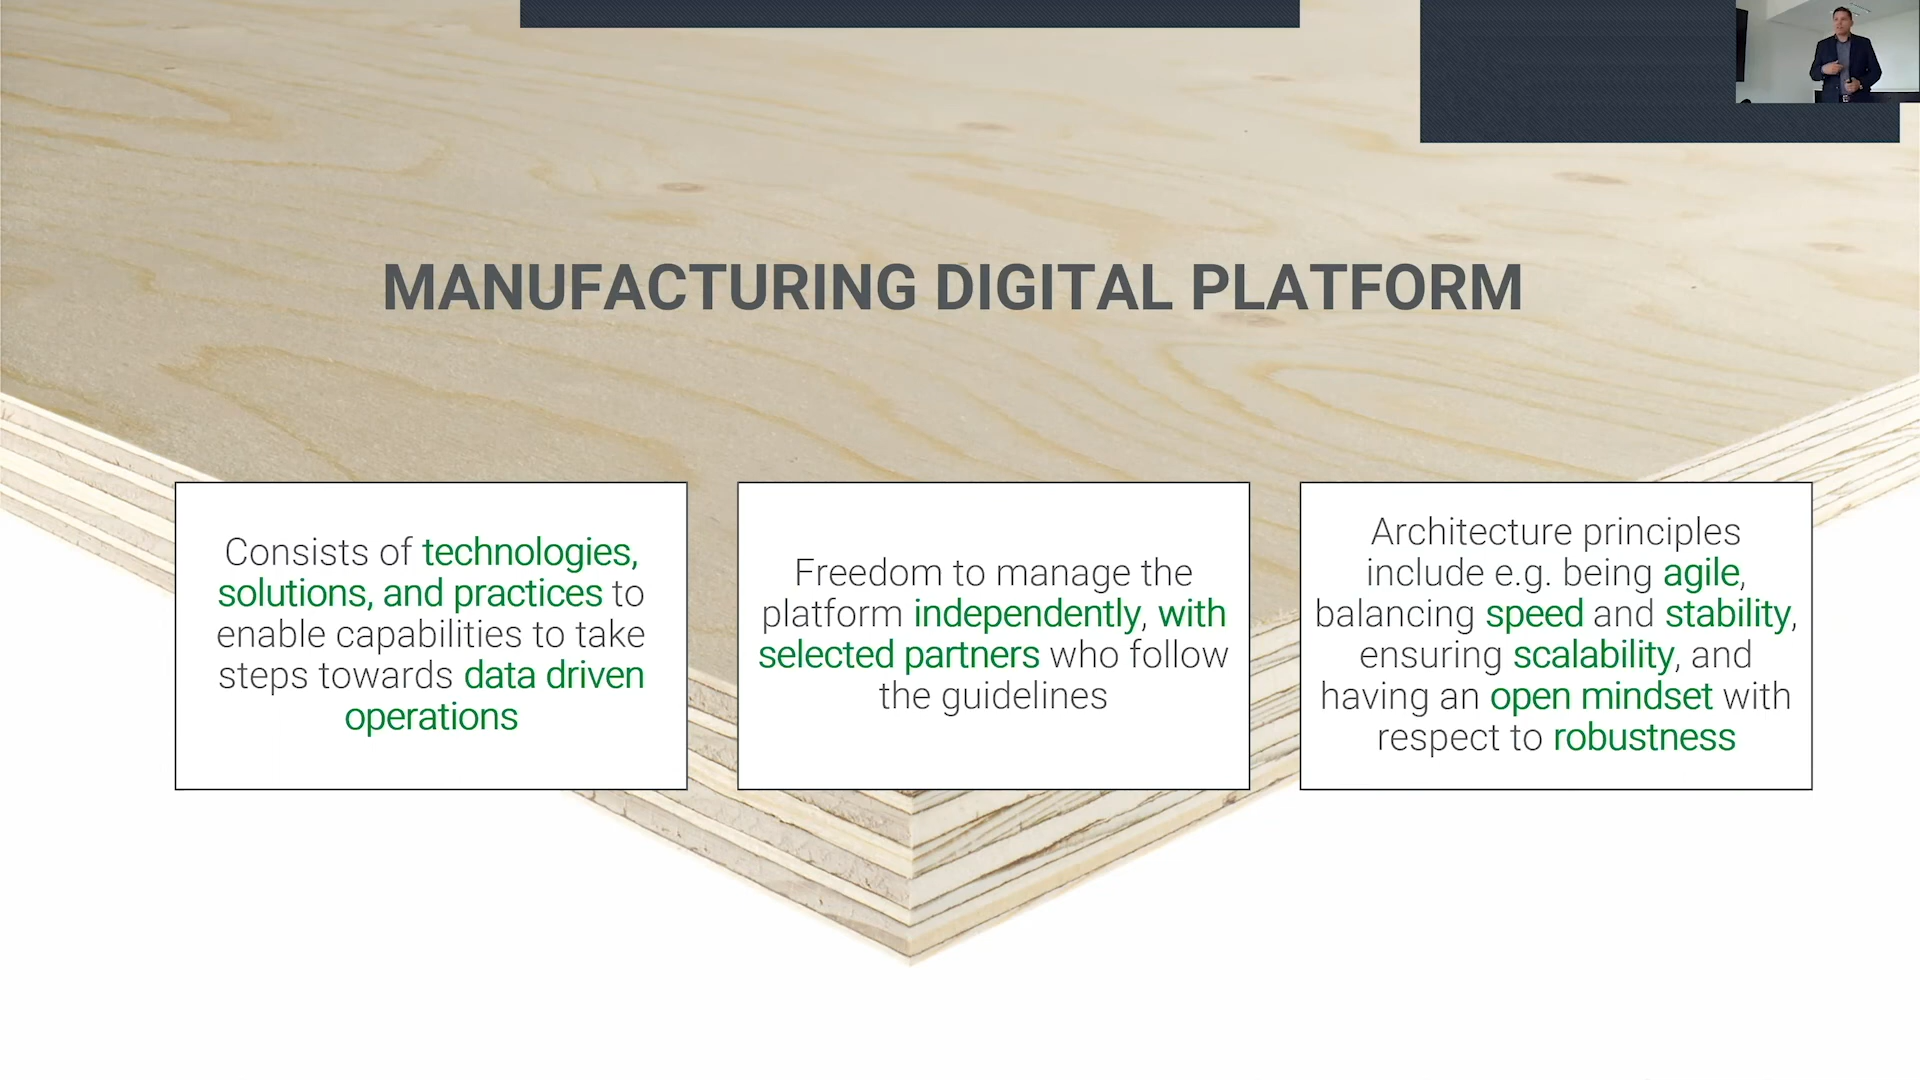 MANUFACTURING DIGITAL PLATFORM
Consists of technologies,
solutions, and practices to
enable capabilities to take
steps towards data driven
operations
Freedom to manage the
platform independently, with
selected partners who follow
the guidelines
Architecture principles
include e.g. being agile,
balancing speed and stability,
ensuring scalability, and
having an open mindset with
respect to robustness